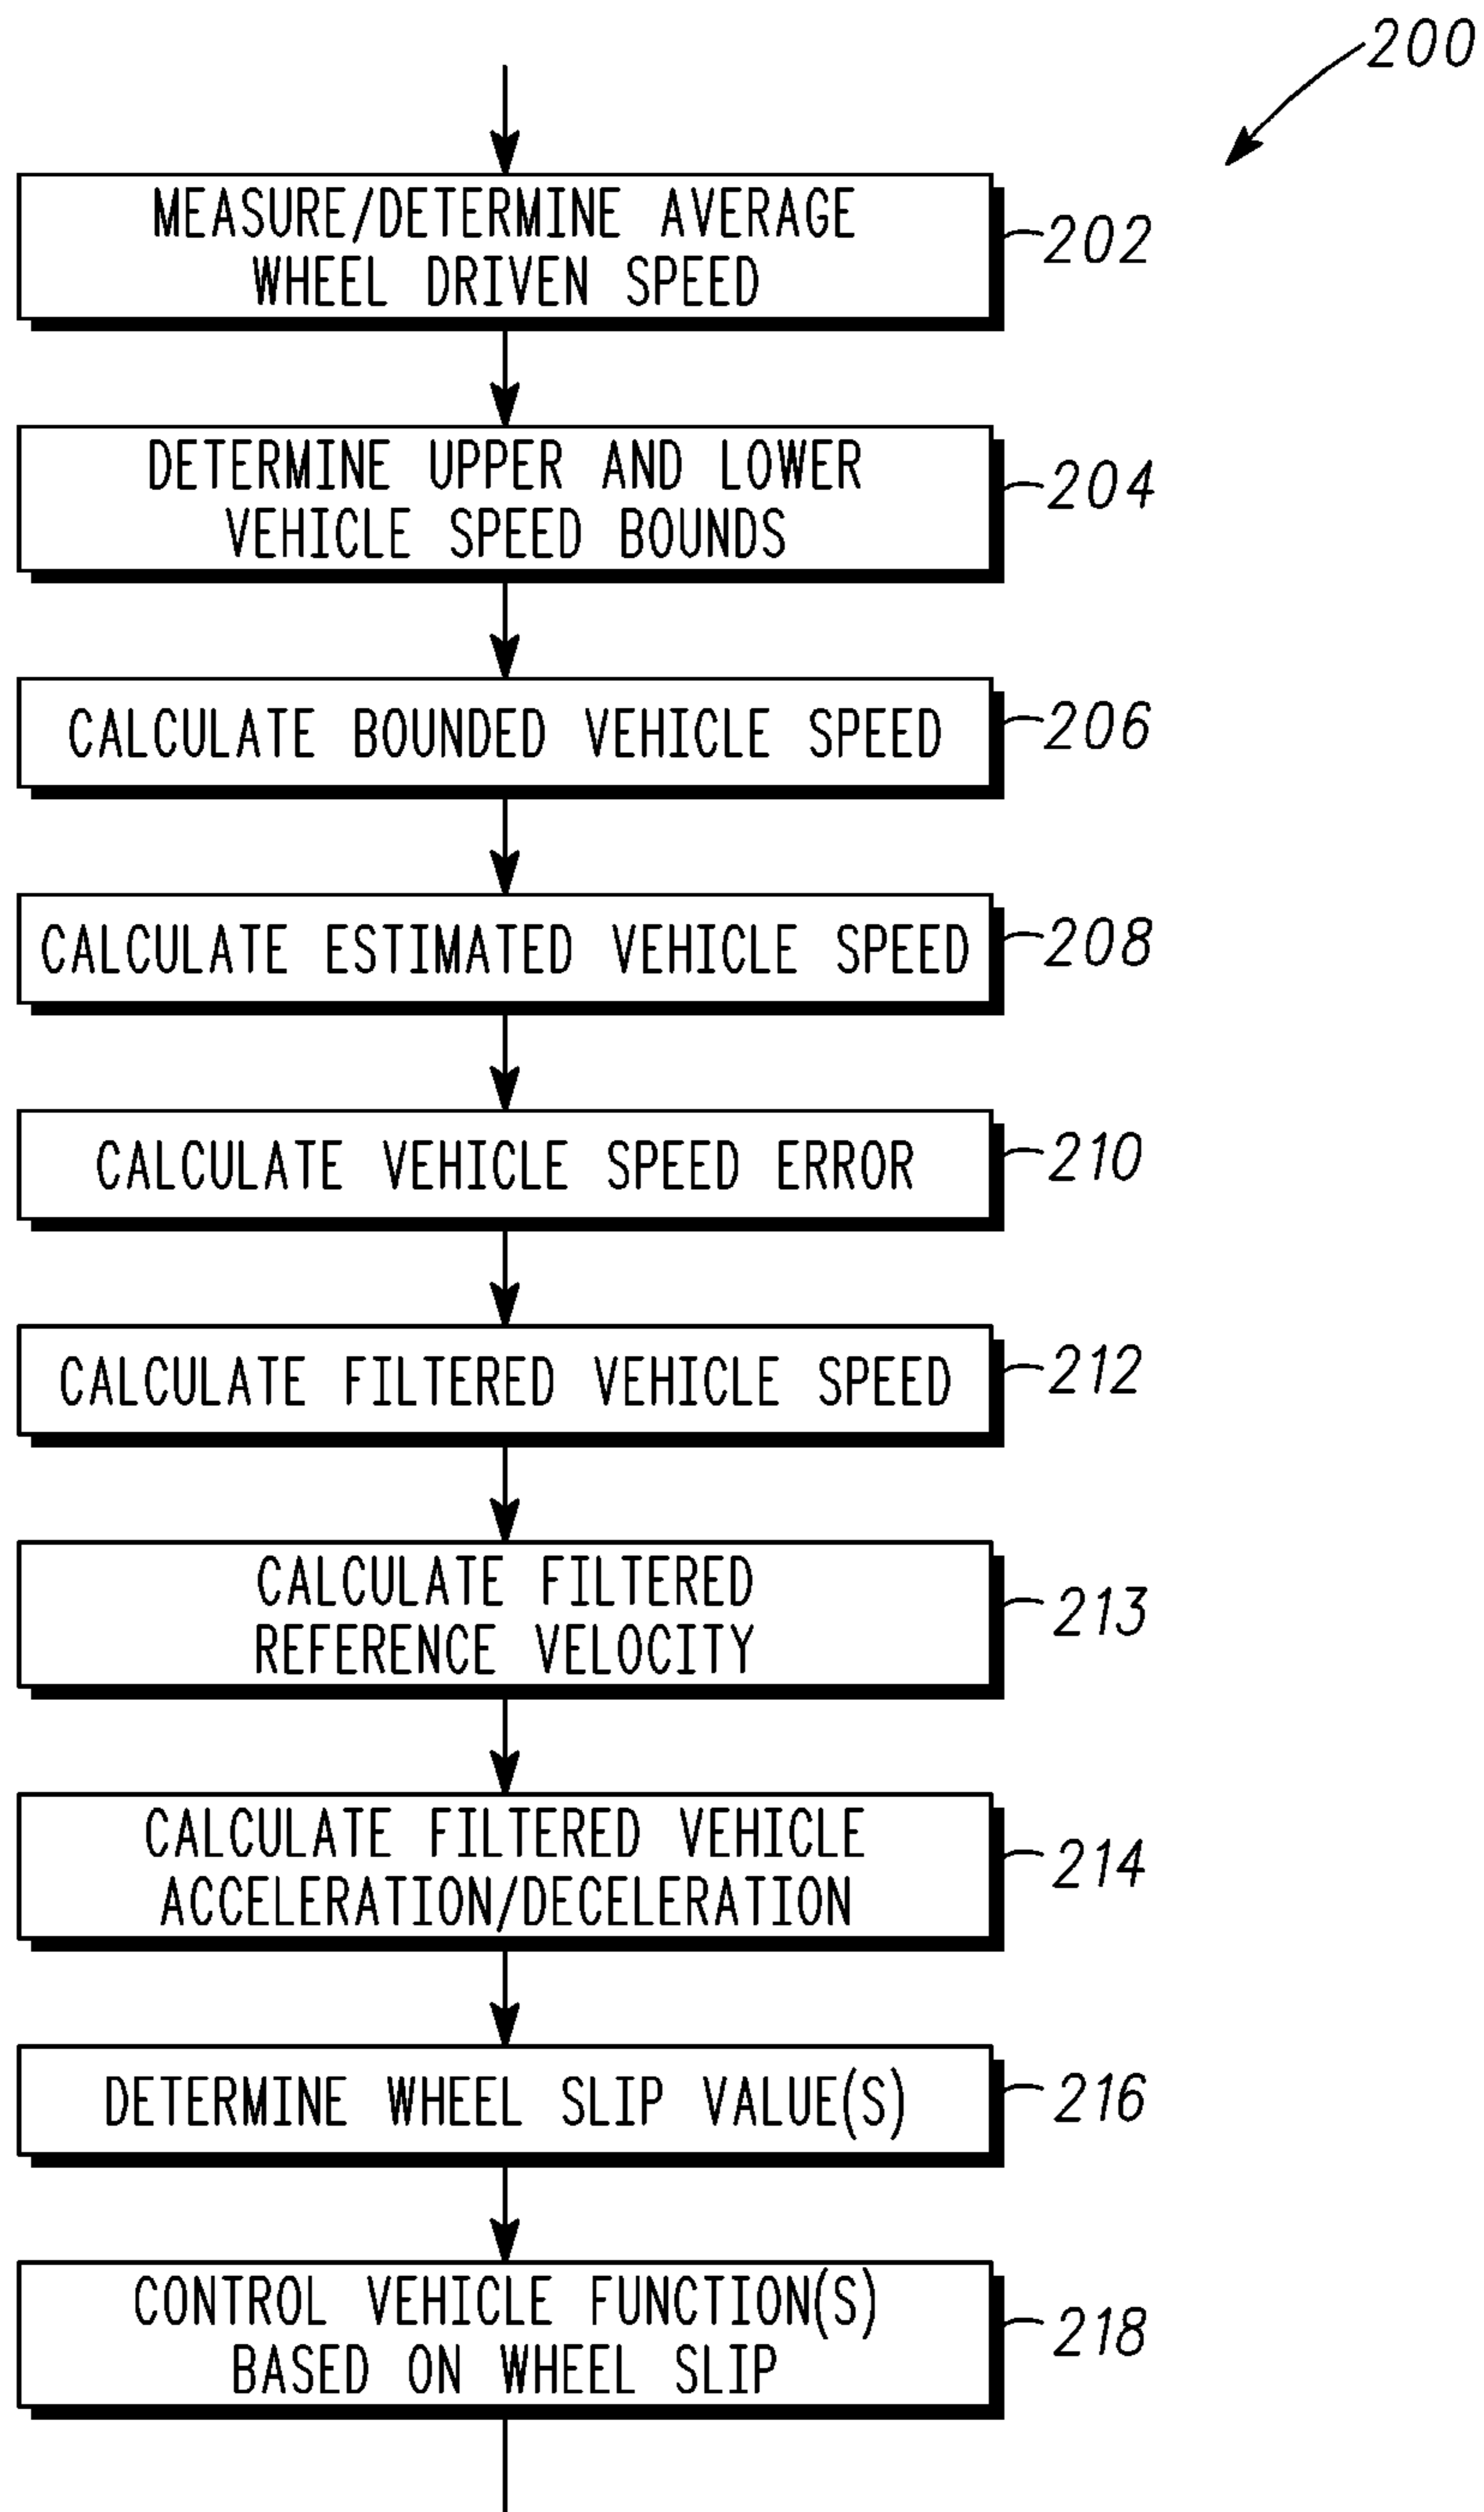 200
MEASURE/DETERMINE AVERAGE
WHEEL DRIVEN SPEED
202
DETERMINE UPPER AND LOWER
VEHICLE SPEED BOUNDS
204
CALCULATE BOUNDED VEHICLE SPEED
206
CALCULATE ESTIMATED VEHICLE SPEED
208
CALCULATE VEHICLE SPEED ERROR
210
CALCULATE FILTERED VEHICLE SPEED
212
CALCULATE FILTERED
REFERENCE VELOCITY
213
CALCULATE FILTERED VEHICLE
ACCELERATION/DECELERATION
214
DETERMINE WHEEL SLIP VALUE(S)
216
CONTROL VEHICLE FUNCTION(S)
BASED ON WHEEL SLIP
218